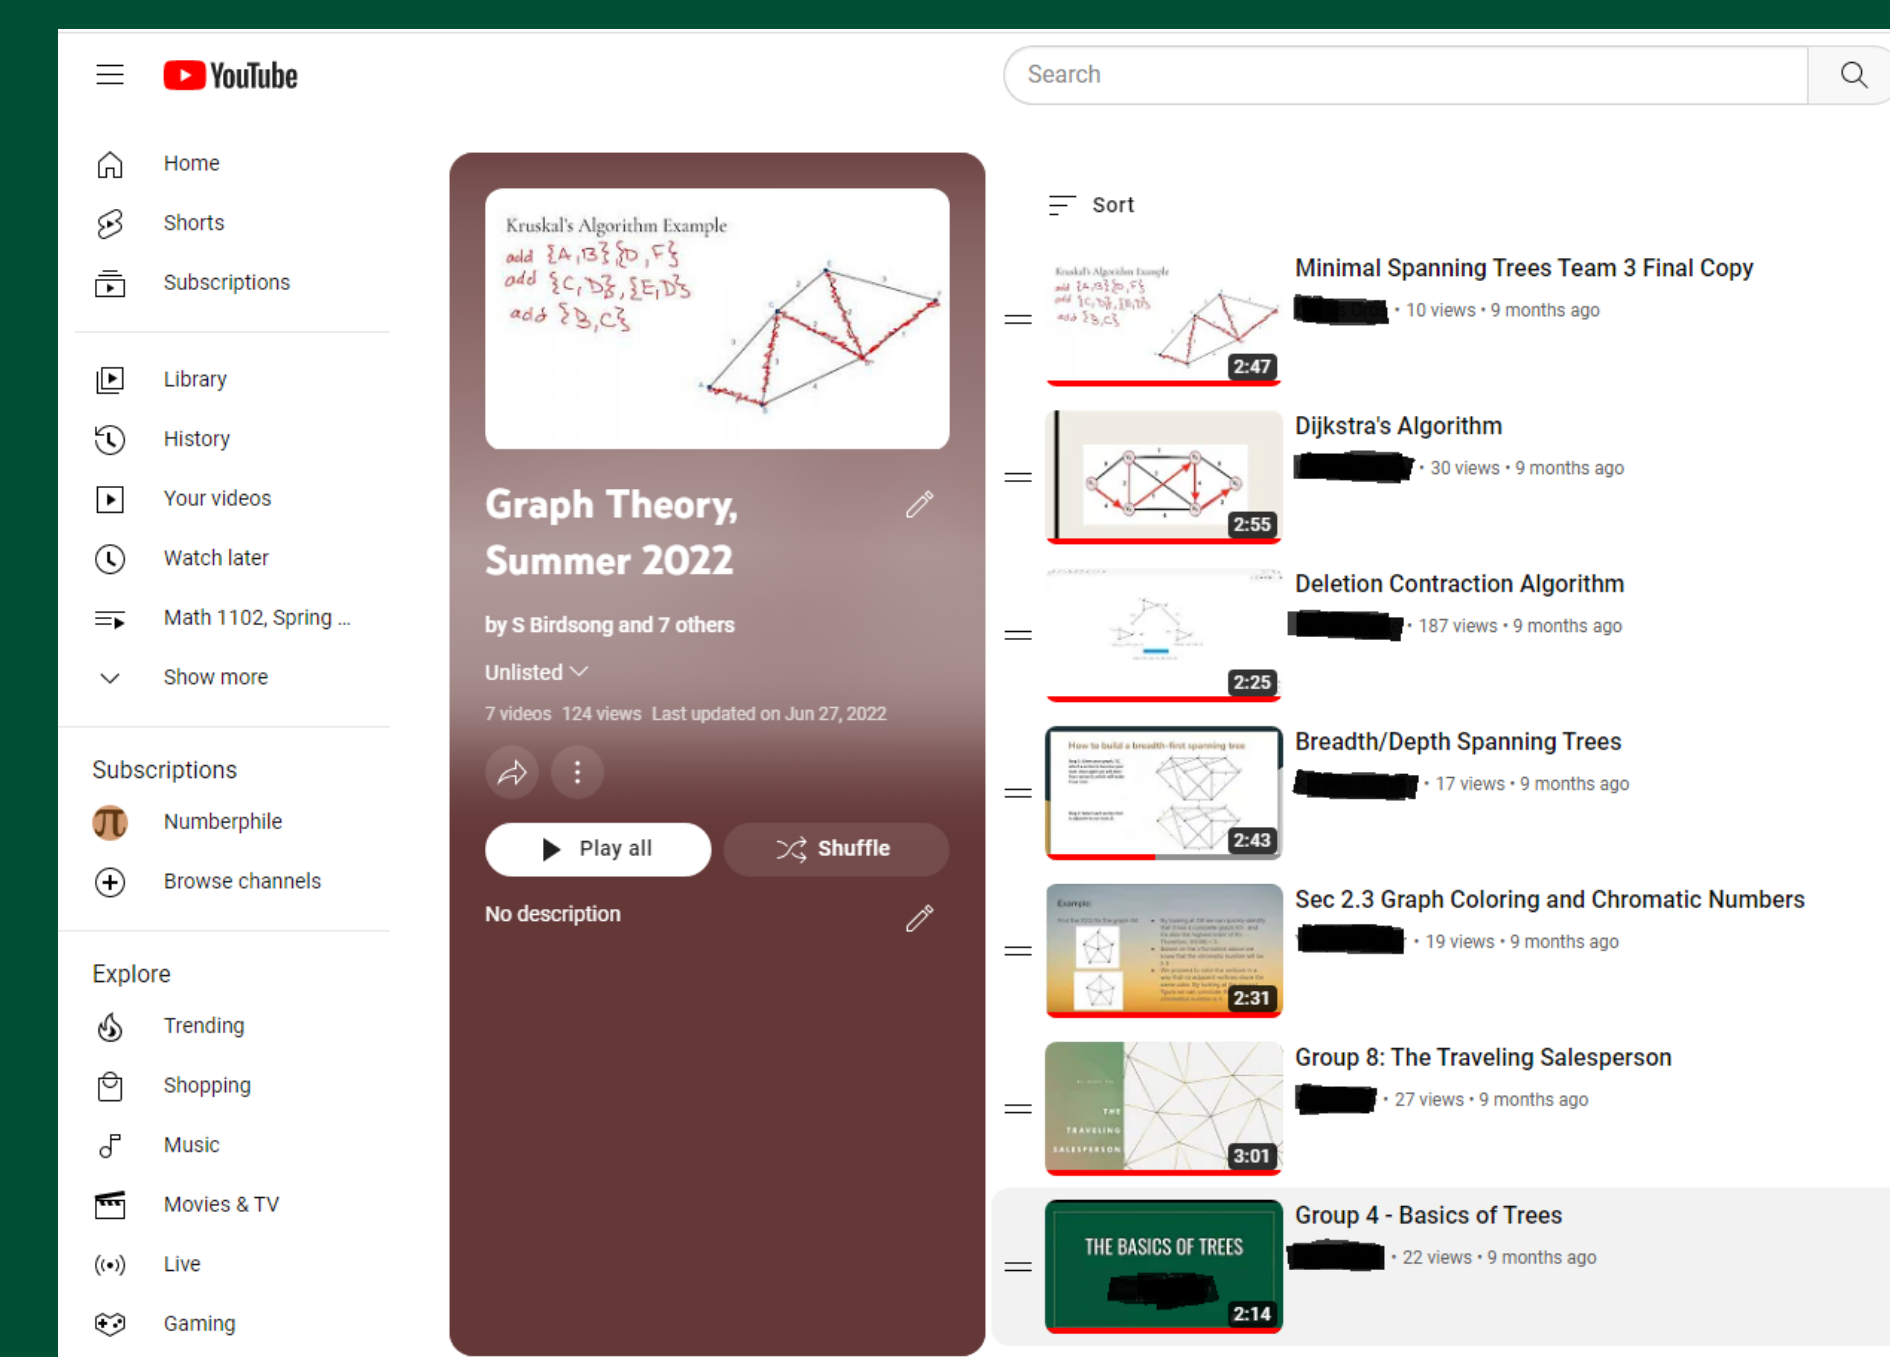 YouTube
Search
Home
Shorts
Subscriptions
Library
History
Your videos
Watch later
Math 1102, Spring ...
Show more
Subscriptions
Numberphile
Browse channels
Explore
Trending
Shopping
Music
Movies & TV
Live
Gaming
Kruskal's Algorithm Example
add {A,B}{D,F}
add {C,D},{E,D}
add {B,C}
Graph Theory,
Summer 2022
by S Birdsong and 7 others
Unlisted
7 videos 124 views Last updated on Jun 27, 2022
Play all
Shuffle
No description
Sort
Kruskal's Algorithm Example
add {A,B}{D,F}
add {C,D},{E,D}
add {B,C}
2:47
Minimal Spanning Trees Team 3 Final Copy
• 10 views • 9 months ago
2:55
Dijkstra's Algorithm
• 30 views • 9 months ago
2:25
Deletion Contraction Algorithm
• 187 views • 9 months ago
How to build a breadth-first spanning tree
2:43
Breadth/Depth Spanning Trees
• 17 views • 9 months ago
Example:
2:31
Sec 2.3 Graph Coloring and Chromatic Numbers
• 19 views • 9 months ago
THE
TRAVELING
SALESPERSON
3:01
Group 8: The Traveling Salesperson
• 27 views • 9 months ago
THE BASICS OF TREES
2:14
Group 4 - Basics of Trees
• 22 views • 9 months ago